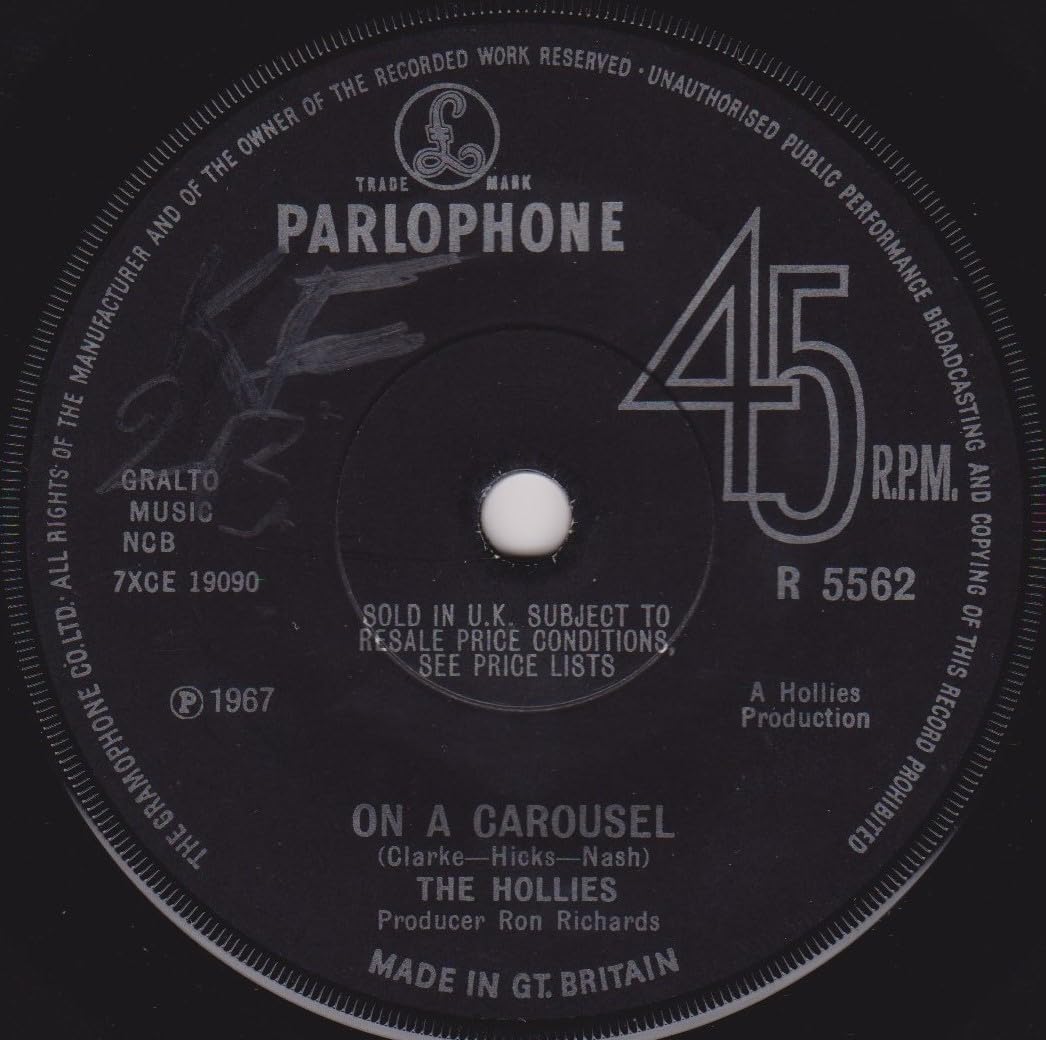 THE GRAMOPHONE CO.LTD. ALL RIGHTS OF THE MANUFACTURER AND OF THE OWNER OF THE RECORDED WORK RESERVED · UNAUTHORISED PUBLIC PERFORMANCE BROADCASTING AND COPYING OF THIS RECORD PROHIBITED
£
TRADE MARK
PARLOPHONE
45
R.P.M.
GRALTO
MUSIC
NCB
7XCE 19090
R 5562
SOLD IN U.K. SUBJECT TO
RESALE PRICE CONDITIONS,
SEE PRICE LISTS
Ⓟ 1967
A Hollies
Production
ON A CAROUSEL
(Clarke—Hicks—Nash)
THE HOLLIES
Producer Ron Richards
MADE IN GT. BRITAIN